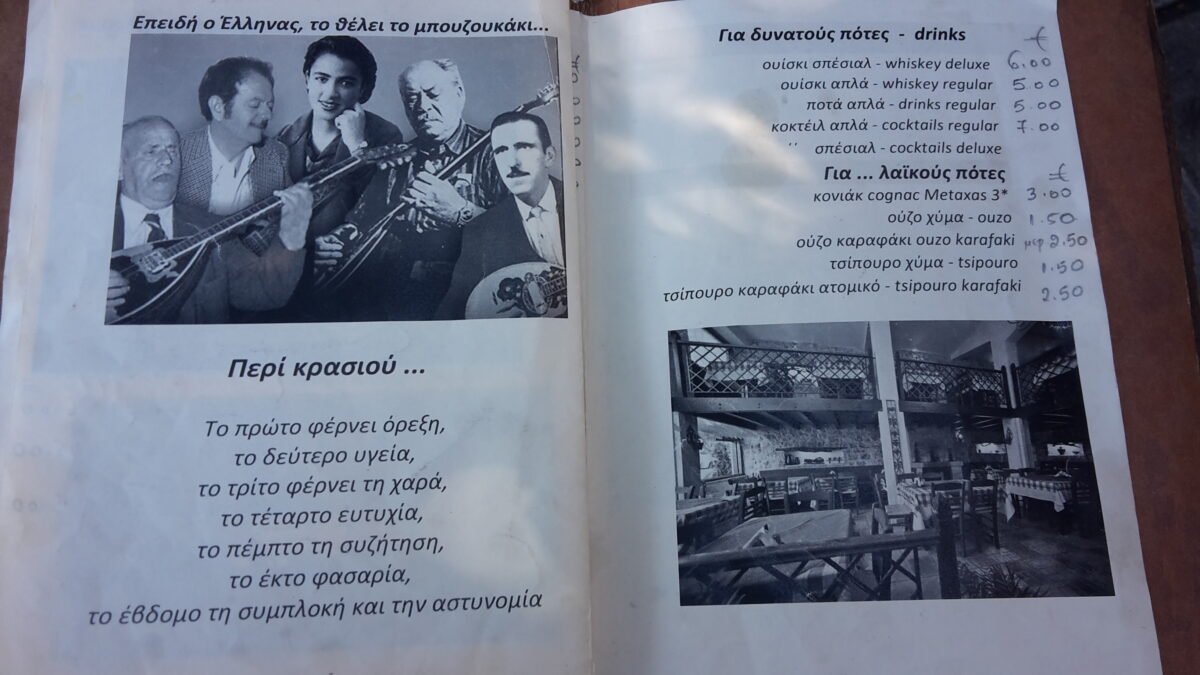 Επειδή ο Έλληνας, το θέλει το μπουζουκάκι...
Περί κρασιού ...
Το πρώτο φέρνει όρεξη,
το δεύτερο υγεία,
το τρίτο φέρνει τη χαρά,
το τέταρτο ευτυχία,
το πέμπτο τη συζήτηση,
το έκτο φασαρία,
το έβδομο τη συμπλοκή και την αστυνομία
Για δυνατούς πότες - drinks €
ουίσκι σπέσιαλ - whiskey deluxe 6.00
ουίσκι απλά - whiskey regular 5.00
ποτά απλά - drinks regular 5.00
κοκτέιλ απλά - cocktails regular 7.00
΄΄ σπέσιαλ - cocktails deluxe
Για ... λαϊκούς πότες €
κονιάκ cognac Metaxas 3* 3.00
ούζο χύμα - ouzo 1.50
ούζο καραφάκι ouzo karafaki μερ 2.50
τσίπουρο χύμα - tsipouro 1.50
τσίπουρο καραφάκι ατομικό - tsipouro karafaki 2.50